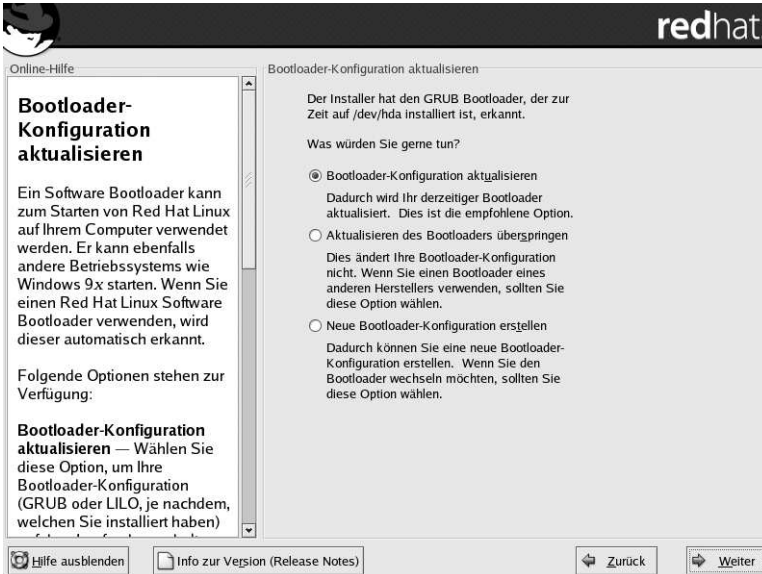 redhat.
Online-Hilfe
Bootloader-
Konfiguration
aktualisieren
Ein Software Bootloader kann
zum Starten von Red Hat Linux
auf Ihrem Computer verwendet
werden. Er kann ebenfalls
andere Betriebssystems wie
Windows 9x starten. Wenn Sie
einen Red Hat Linux Software
Bootloader verwenden, wird
dieser automatisch erkannt.
Folgende Optionen stehen zur
Verfügung:
Bootloader-Konfiguration
aktualisieren — Wählen Sie
diese Option, um Ihre
Bootloader-Konfiguration
(GRUB oder LILO, je nachdem,
welchen Sie installiert haben)
Bootloader-Konfiguration aktualisieren
Der Installer hat den GRUB Bootloader, der zur
Zeit auf /dev/hda installiert ist, erkannt.
Was würden Sie gerne tun?
Bootloader-Konfiguration aktualisieren
Dadurch wird Ihr derzeitiger Bootloader
aktualisiert. Dies ist die empfohlene Option.
Aktualisieren des Bootloaders überspringen
Dies ändert Ihre Bootloader-Konfiguration
nicht. Wenn Sie einen Bootloader eines
anderen Herstellers verwenden, sollten Sie
diese Option wählen.
Neue Bootloader-Konfiguration erstellen
Dadurch können Sie eine neue Bootloader-
Konfiguration erstellen. Wenn Sie den
Bootloader wechseln möchten, sollten Sie
diese Option wählen.
Hilfe ausblenden
Info zur Version (Release Notes)
Zurück
Weiter